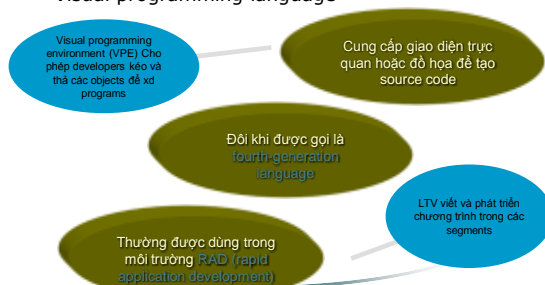 Visual programming language
Visual programming
environment (VPE) Cho
phép developers kéo và
thả các objects để xd
programs
Cung cấp giao diện trực
quan hoặc đồ họa để tạo
source code
Đôi khi được gọi là
fourth-generation
language
LTV viết và phát triển
chương trình trong các
segments
Thường được dùng trong
môi trường RAD (rapid
application development)